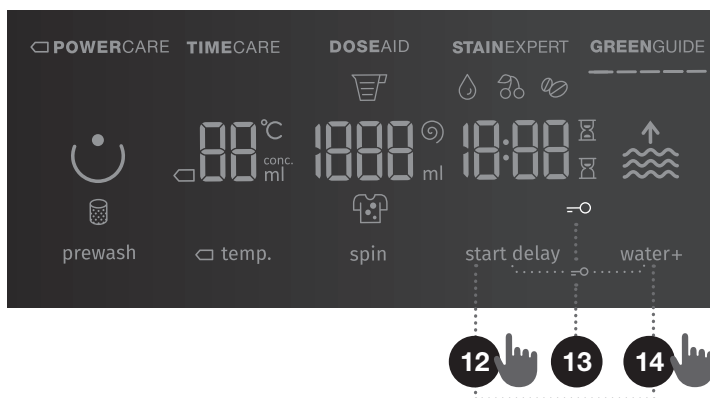 POWERCARE TIMECARE DOSEAID STAINEXPERT GREENGUIDE
88 °C 1888 18:88
conc.
ml ml
prewash temp. spin start delay water+
12 13 14